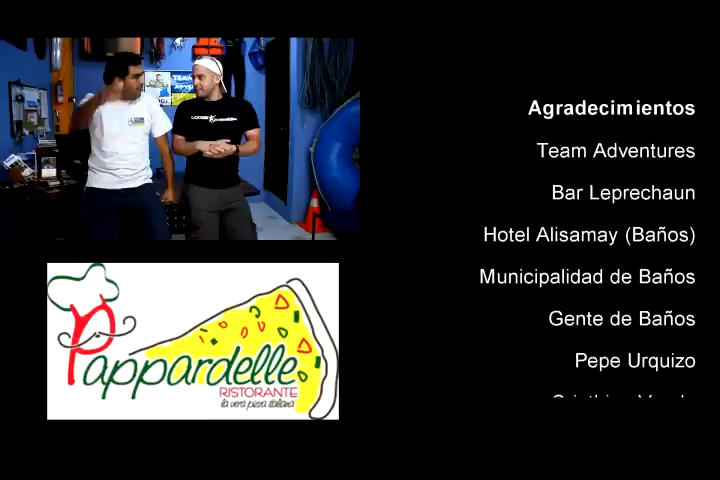 Agradecimientos
Team Adventures
Bar Leprechaun
Hotel Alisamay (Baños)
Municipalidad de Baños
Gente de Baños
Pepe Urquizo
TEAM
Pappardelle
RISTORANTE
la vera pizza italiana